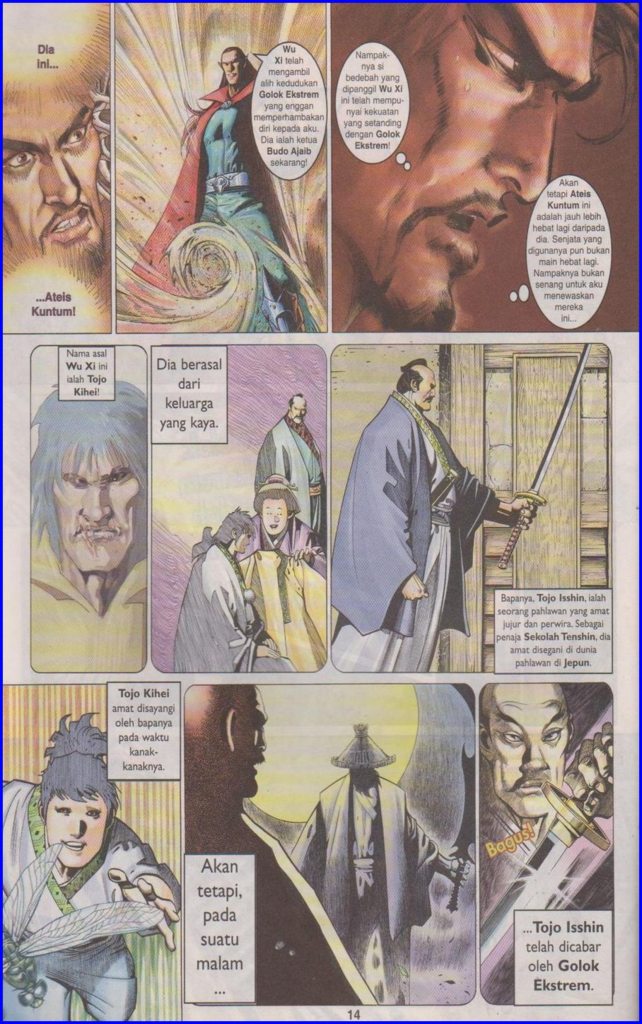 Dia
ini...
...Ateis
Kuntum!
Wu
Xi telah
mengambil
alih kedudukan
Golok Ekstrem
yang enggan
memperhambakan
diri kepada aku.
Dia ialah ketua
Budo Ajaib
sekarang!
Nampak-
nya si
bedebah yang
dipanggil Wu Xi
ini telah mempu-
nyai kekuatan
yang setanding
dengan Golok
Ekstrem!
Akan
tetapi Ateis
Kuntum ini
adalah jauh lebih
hebat lagi daripada
dia. Senjata yang
digunanya pun bukan
main hebat lagi.
Nampaknya bukan
senang untuk aku
menewaskan
mereka
ini...
Nama asal
Wu Xi ini
ialah Tojo
Kihei!
Dia berasal
dari
keluarga
yang kaya.
Bapanya, Tojo Isshin, ialah
seorang pahlawan yang amat
jujur dan perwira. Sebagai
penaja Sekolah Tenshin, dia
amat disegani di dunia
pahlawan di Jepun.
Tojo Kihei
amat disayangi
oleh bapanya
pada waktu
kanak-
kanaknya.
Akan
tetapi,
pada
suatu
malam
...
Bagus!
...Tojo Isshin
telah dicabar
oleh Golok
Ekstrem.
14